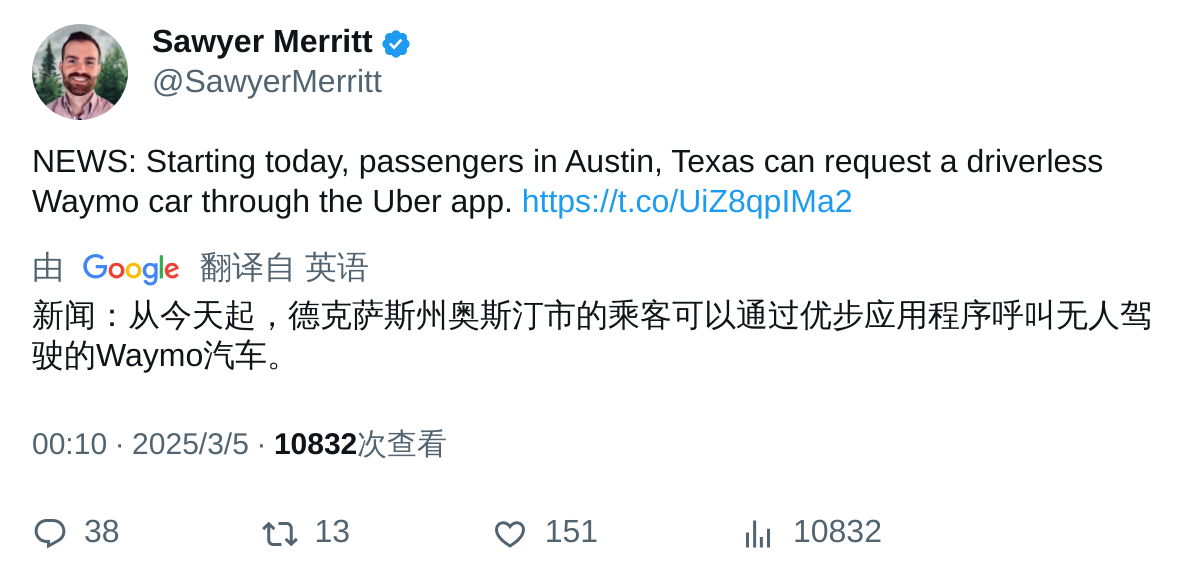 Sawyer Merritt
@SawyerMerritt
NEWS: Starting today, passengers in Austin, Texas can request a driverless
Waymo car through the Uber app. https://t.co/UiZ8qpIMa2
由 Google 翻译自 英语
新闻：从今天起，德克萨斯州奥斯汀市的乘客可以通过优步应用程序呼叫无人驾
驶的Waymo汽车。
00:10 · 2025/3/5 · 10832次查看
38 13 151 10832